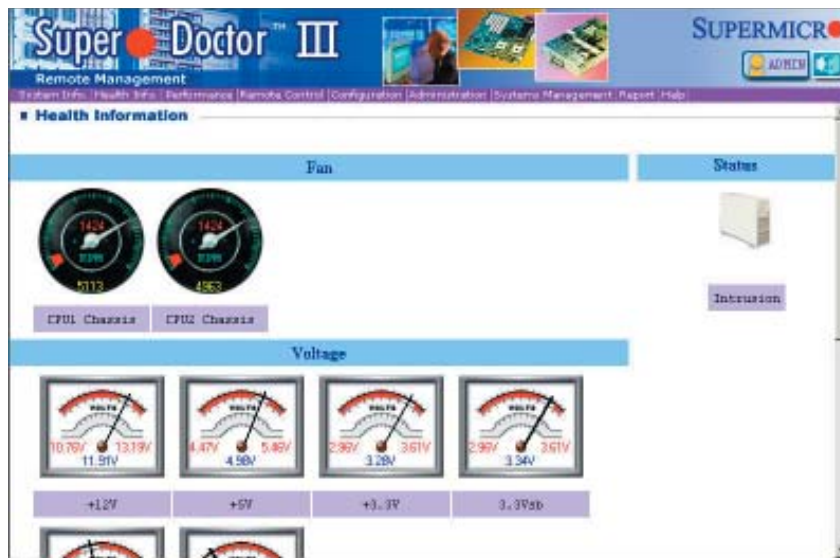 Super Doctor™ III
SUPERMICR
Remote Management
ADMIN
System Info | Health Info | Performance | Remote Control | Configuration | Administration | Systems Management | Report | Help
Health Information
Fan
Status
1424
5113
1424
4963
CPU1 Chassis
CPU2 Chassis
Intrusion
Voltage
VOLTS
10.76V 13.19V
11.91V
VOLTS
4.47V 5.46V
4.98V
VOLTS
2.96V 3.61V
3.28V
VOLTS
2.96V 3.61V
3.34V
+12V
+5V
+3.3V
3.3Vsb